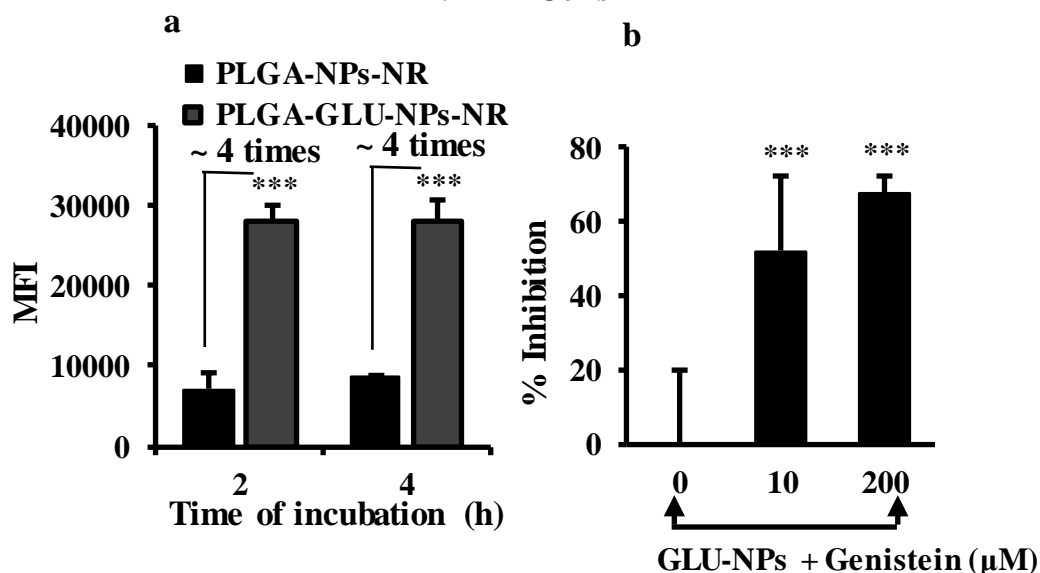 a
PLGA-NPs-NR
PLGA-GLU-NPs-NR
40000
30000
20000
10000
0
MFI
~ 4 times
~ 4 times
***
***
2
4
Time of incubation (h)
b
80
60
40
20
0
% Inhibition
***
***
0
10
200
GLU-NPs + Genistein (µM)